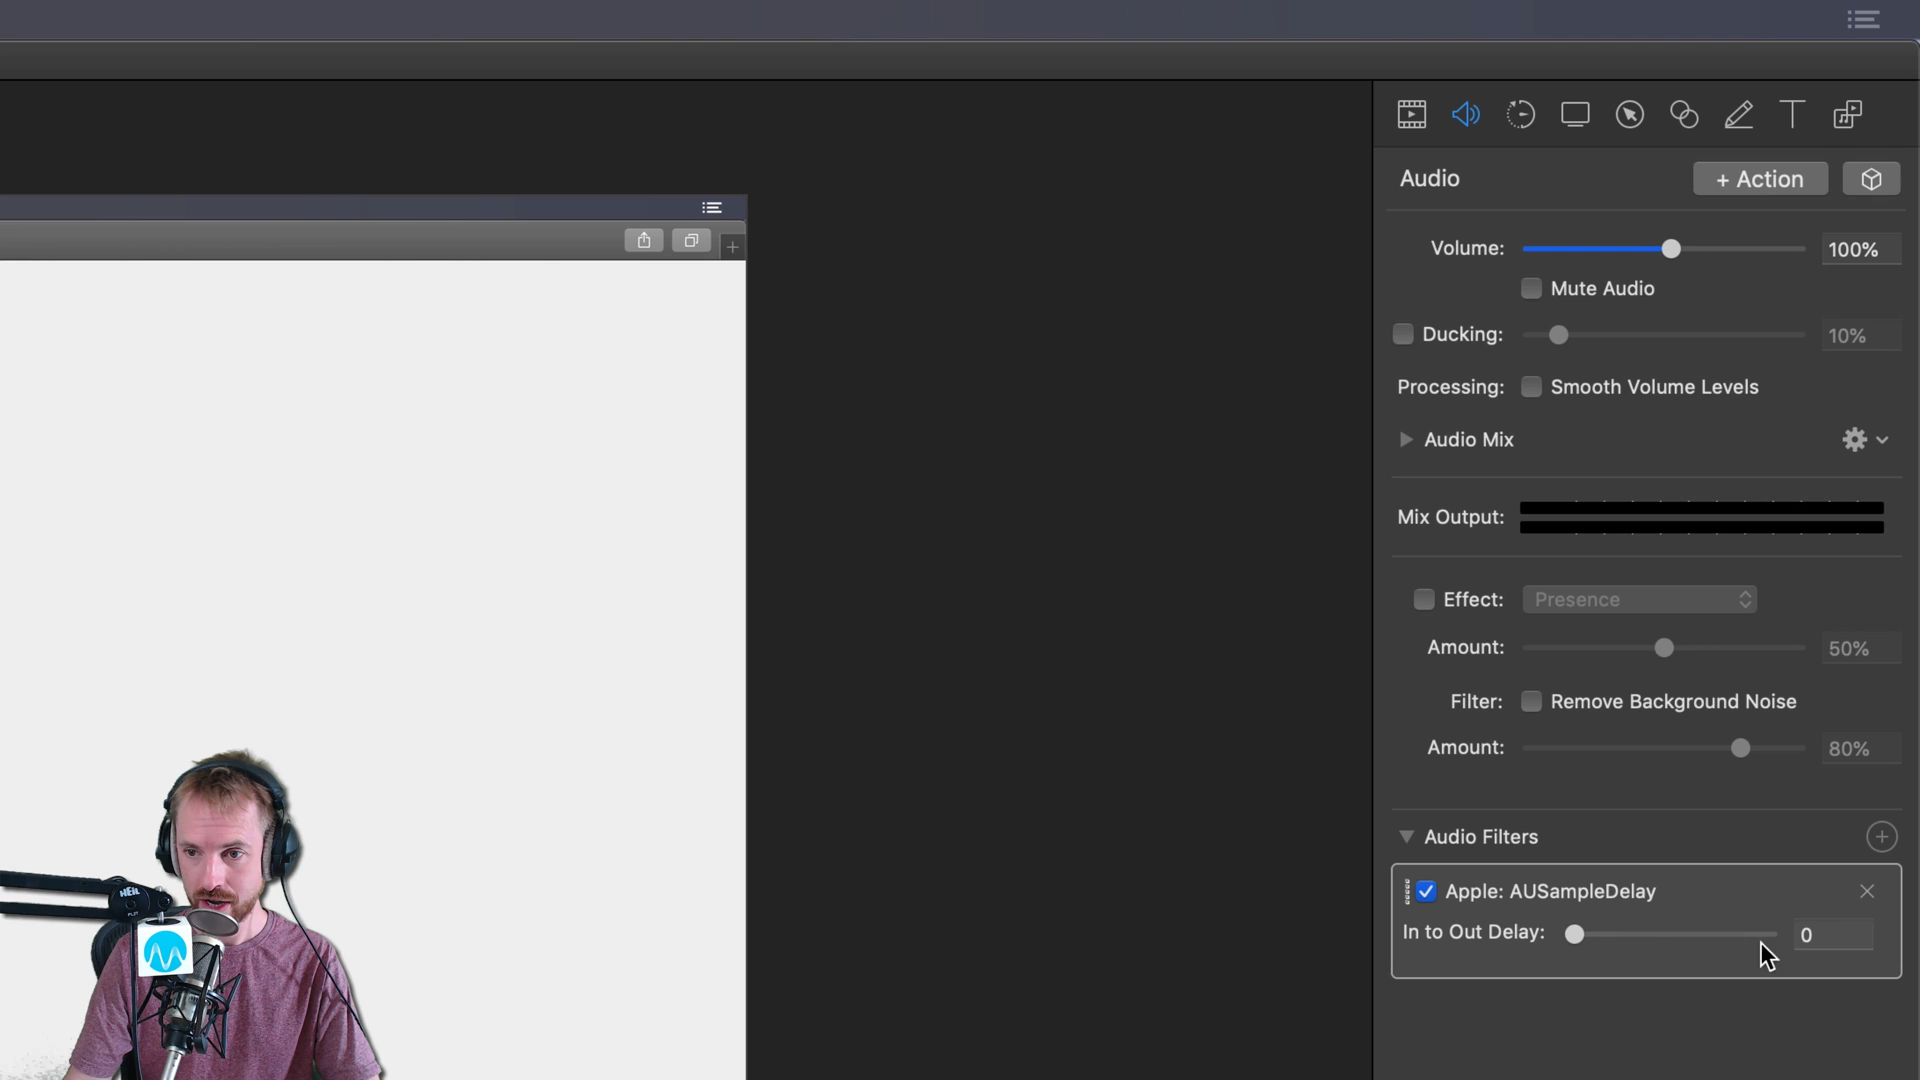 Audio
+ Action
Volume: 100%
Mute Audio
Ducking: 10%
Processing: Smooth Volume Levels
Audio Mix
Mix Output:
Effect: Presence
Amount: 50%
Filter: Remove Background Noise
Amount: 80%
Audio Filters
HEIL
Apple: AUSampleDelay
In to Out Delay: 0